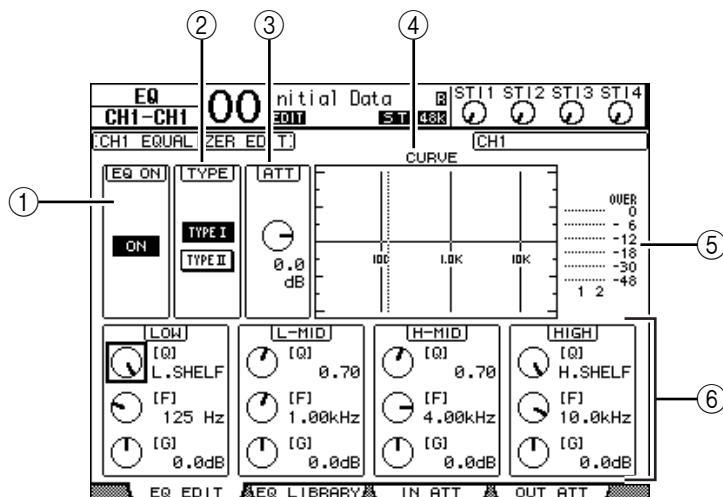 ① ② ③ ④ ⑤ ⑥
EQ
CH1-CH1
00
nitial Data
R
EDIT
ST
48K
STI1 STI2 STI3 STI4
CH1 EQUAL ZER EDIT
CH1
EQ ON
ON
TYPE
TYPE I
TYPE II
ATT
0.0
dB
CURVE
100 1.0K 10K
OVER
0
- 6
-12
-18
-30
-48
1 2
LOW
[Q]
L.SHELF
[F]
125 Hz
[G]
0.0dB
L-MID
[Q]
0.70
[F]
1.00kHz
[G]
0.0dB
H-MID
[Q]
0.70
[F]
4.00kHz
[G]
0.0dB
HIGH
[Q]
H.SHELF
[F]
10.0kHz
[G]
0.0dB
EQ EDIT
EQ LIBRARY
IN ATT
OUT ATT